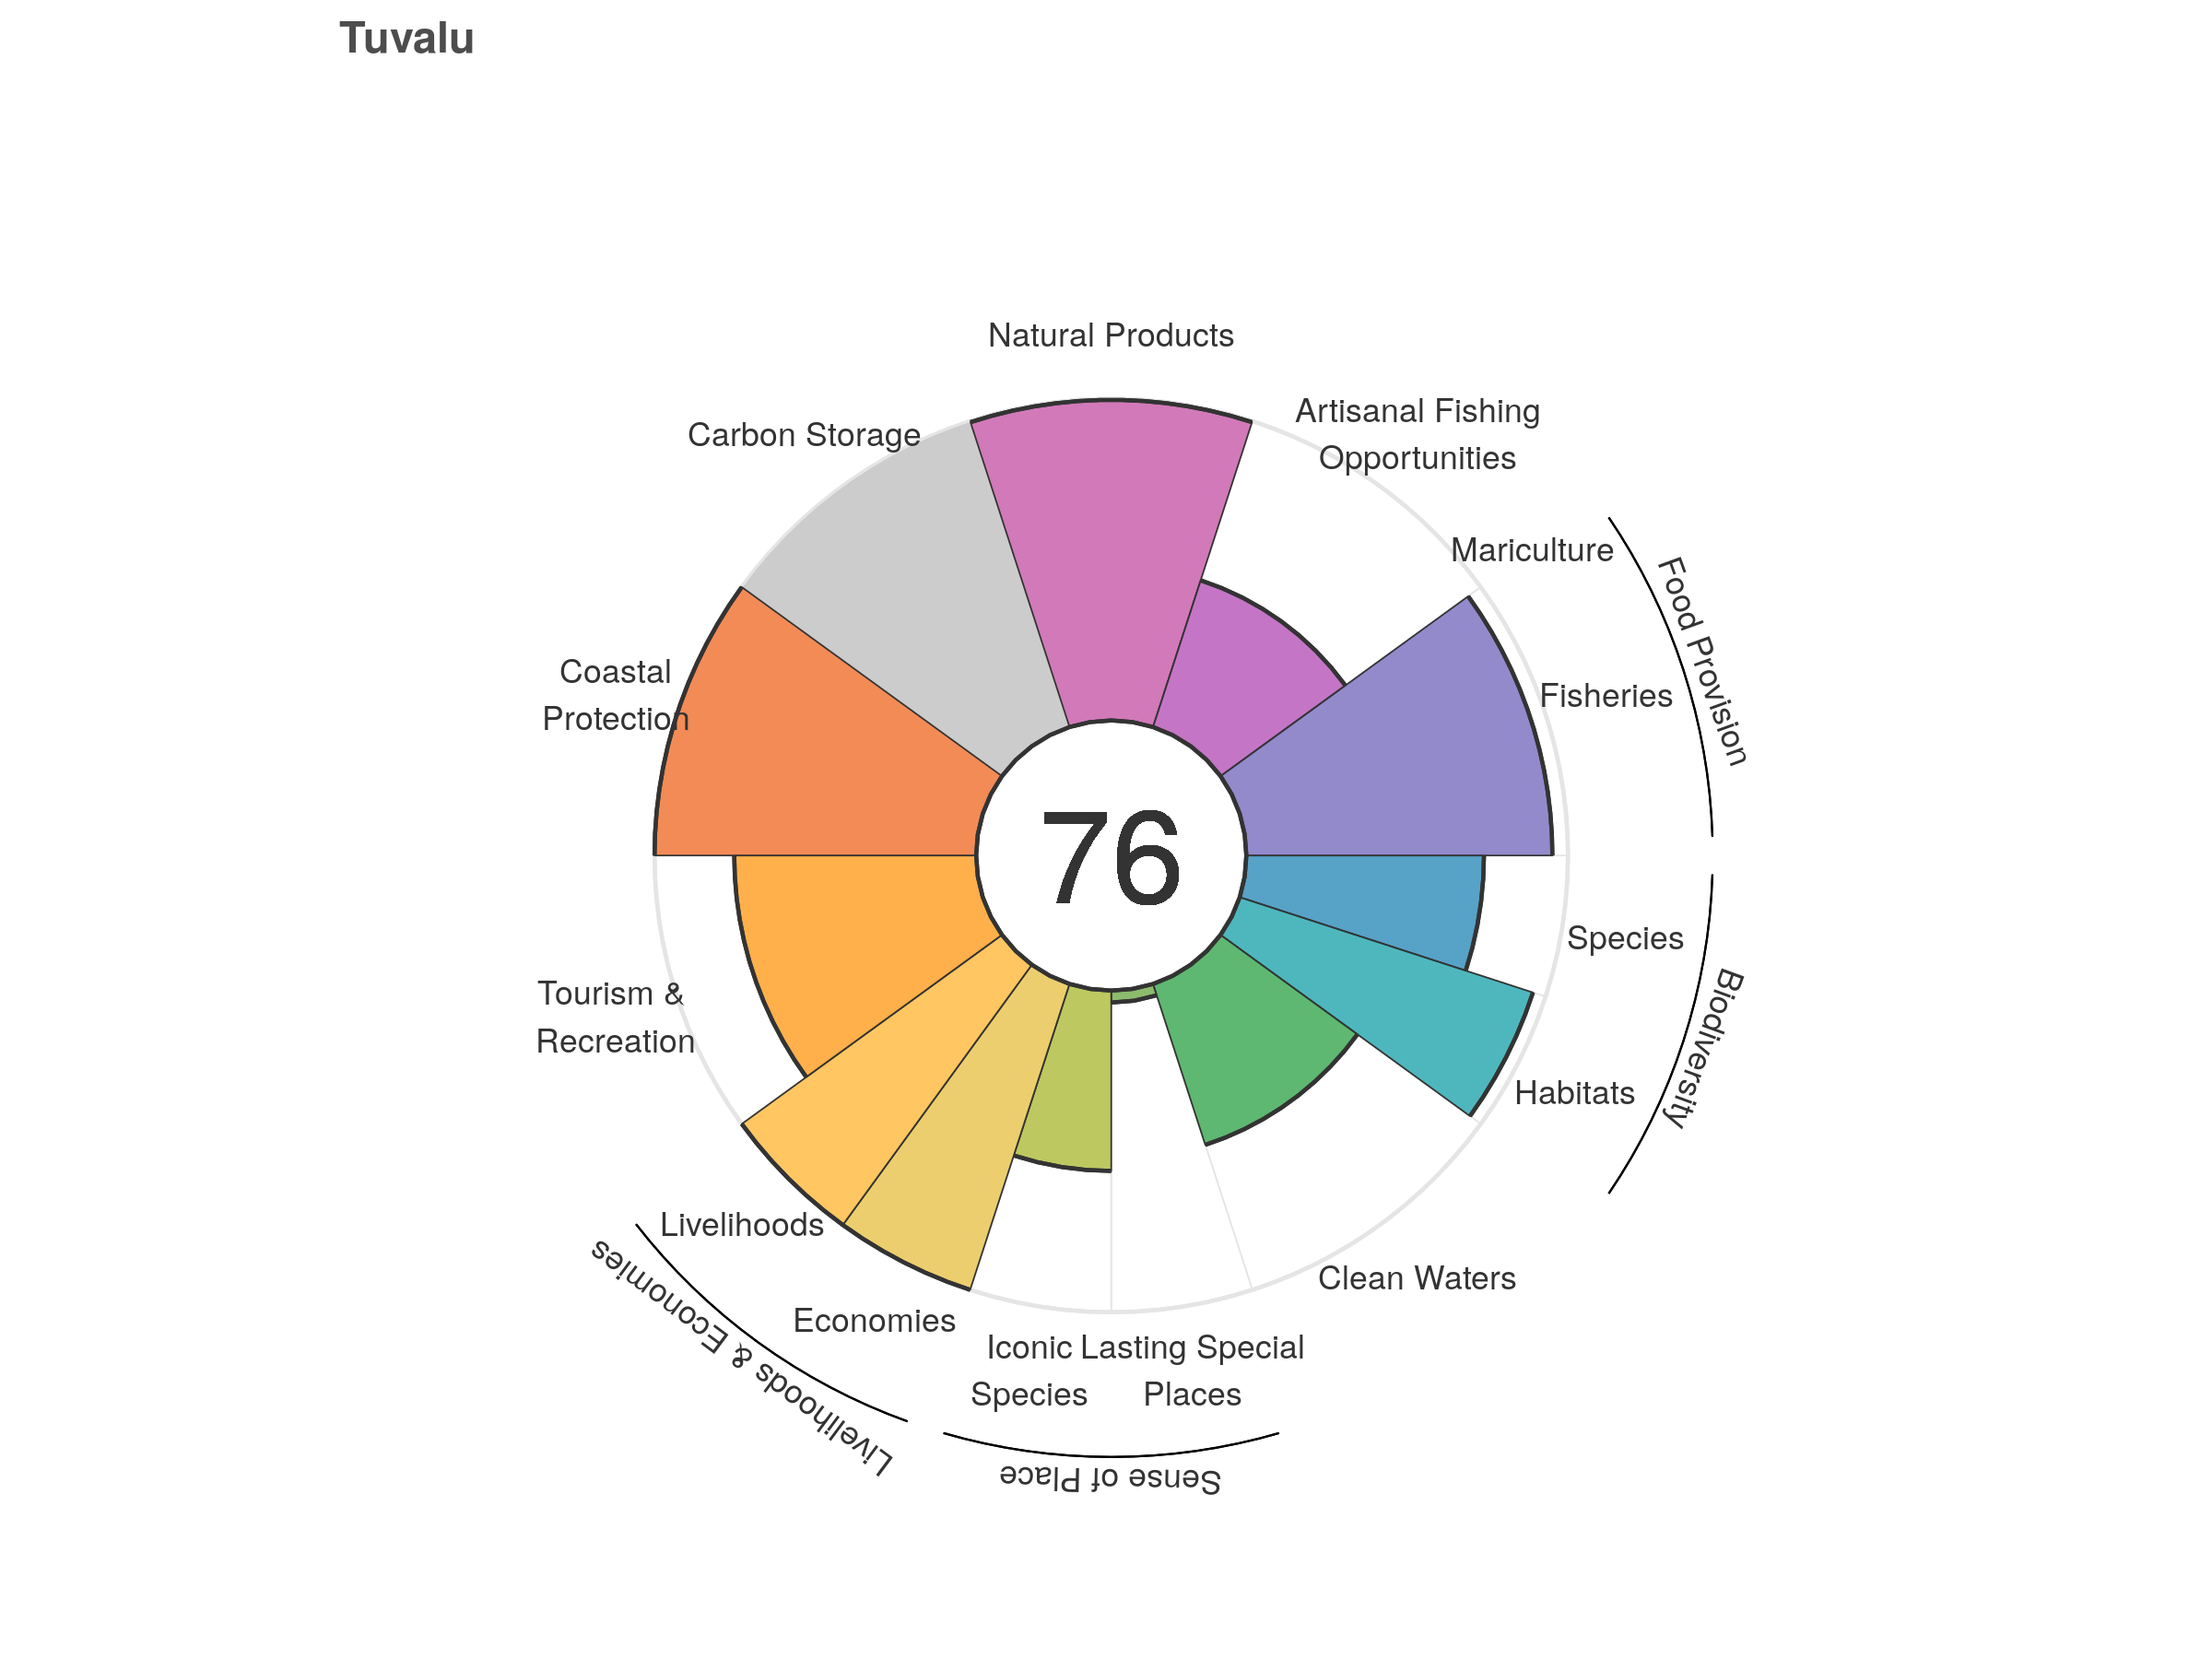 Tuvalu
Natural Products
Artisanal Fishing
Opportunities
Carbon Storage
Mariculture
Food Provision
Coastal
Protection
Fisheries
76
Species
Biodiversity
Tourism &
Recreation
Habitats
Livelihoods
Clean Waters
Livelihoods & Economies
Economies
Iconic
Species
Lasting Special
Places
Sense of Place